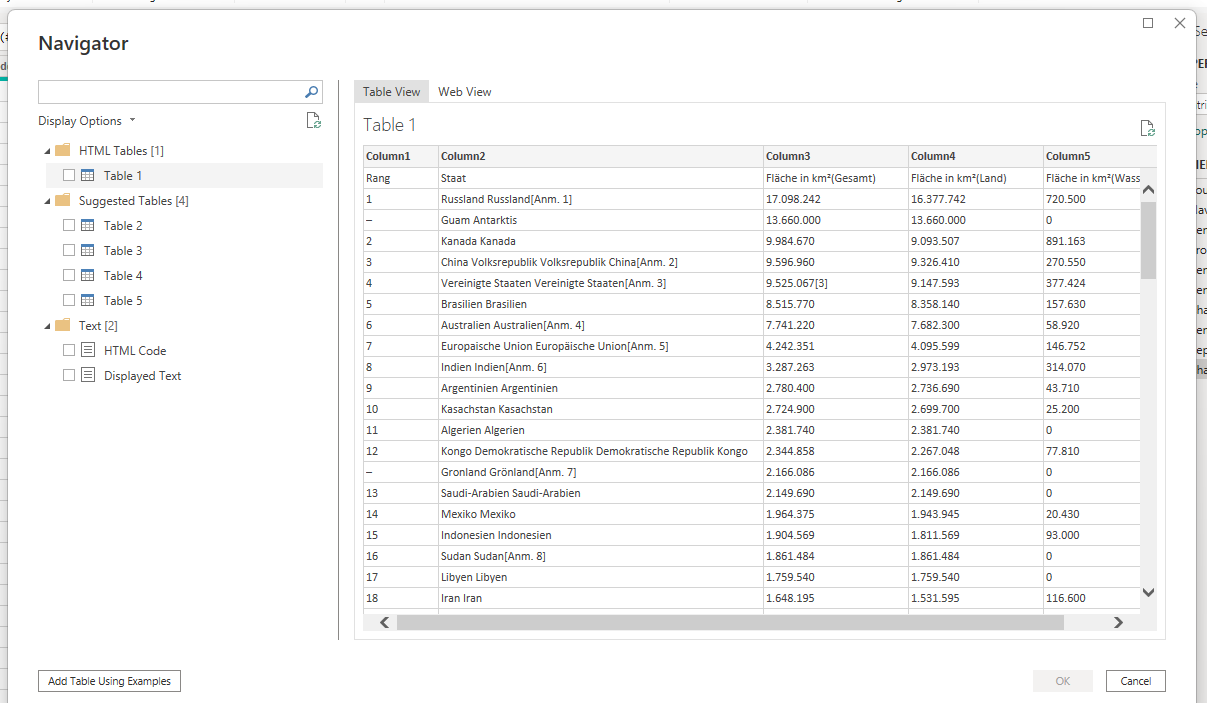 Navigator
Display Options
HTML Tables [1]
Table 1
Suggested Tables [4]
Table 2
Table 3
Table 4
Table 5
Text [2]
HTML Code
Displayed Text
Table View Web View
Table 1
Column1 Column2 Column3 Column4 Column5
Rang Staat Fläche in km²(Gesamt) Fläche in km²(Land) Fläche in km²(Wass
1 Russland Russland[Anm. 1] 17.098.242 16.377.742 720.500
– Guam Antarktis 13.660.000 13.660.000 0
2 Kanada Kanada 9.984.670 9.093.507 891.163
3 China Volksrepublik Volksrepublik China[Anm. 2] 9.596.960 9.326.410 270.550
4 Vereinigte Staaten Vereinigte Staaten[Anm. 3] 9.525.067[3] 9.147.593 377.424
5 Brasilien Brasilien 8.515.770 8.358.140 157.630
6 Australien Australien[Anm. 4] 7.741.220 7.682.300 58.920
7 Europaische Union Europäische Union[Anm. 5] 4.242.351 4.095.599 146.752
8 Indien Indien[Anm. 6] 3.287.263 2.973.193 314.070
9 Argentinien Argentinien 2.780.400 2.736.690 43.710
10 Kasachstan Kasachstan 2.724.900 2.699.700 25.200
11 Algerien Algerien 2.381.740 2.381.740 0
12 Kongo Demokratische Republik Demokratische Republik Kongo 2.344.858 2.267.048 77.810
– Gronland Grönland[Anm. 7] 2.166.086 2.166.086 0
13 Saudi-Arabien Saudi-Arabien 2.149.690 2.149.690 0
14 Mexiko Mexiko 1.964.375 1.943.945 20.430
15 Indonesien Indonesien 1.904.569 1.811.569 93.000
16 Sudan Sudan[Anm. 8] 1.861.484 1.861.484 0
17 Libyen Libyen 1.759.540 1.759.540 0
18 Iran Iran 1.648.195 1.531.595 116.600
Add Table Using Examples
OK Cancel